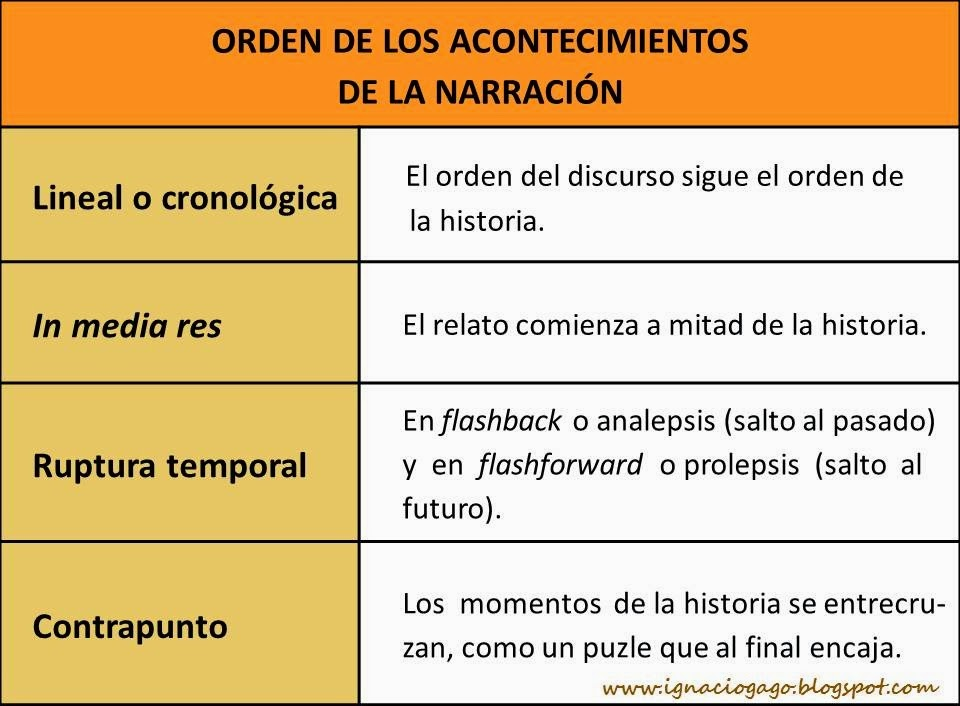 ORDEN DE LOS ACONTECIMIENTOS
DE LA NARRACIÓN
Lineal o cronológica
El orden del discurso sigue el orden de
la historia.
In media res
El relato comienza a mitad de la historia.
Ruptura temporal
En flashback o analepsis (salto al pasado)
y en flashforward o prolepsis (salto al
futuro).
Contrapunto
Los momentos de la historia se entrecru-
zan, como un puzle que al final encaja.
www.ignaciogago.blogspot.com